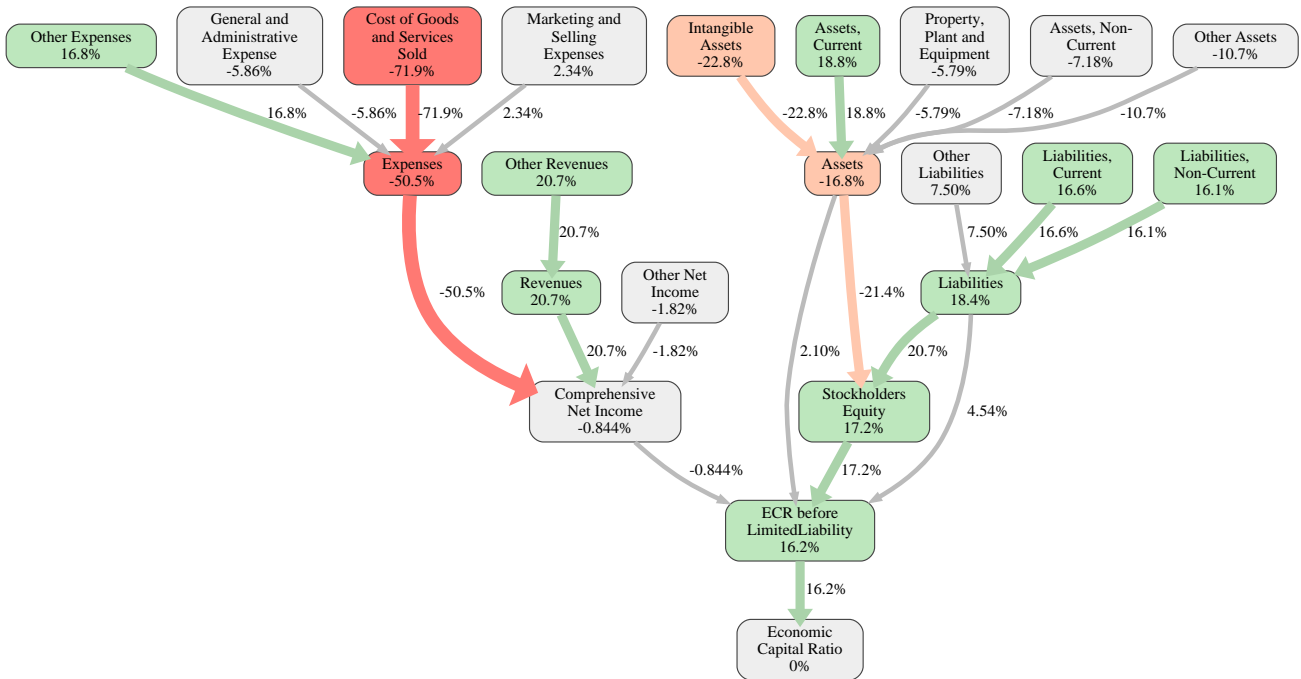 Other Expenses
16.8%
General and
Administrative
Expense
-5.86%
Cost of Goods
and Services
Sold
-71.9%
Marketing and
Selling
Expenses
2.34%
Intangible
Assets
-22.8%
Assets,
Current
18.8%
Property,
Plant and
Equipment
-5.79%
Assets, Non-
Current
-7.18%
Other Assets
-10.7%
16.8%
-5.86%
-71.9%
2.34%
-22.8%
18.8%
-5.79%
-7.18%
-10.7%
Expenses
-50.5%
Other Revenues
20.7%
Assets
-16.8%
Other
Liabilities
7.50%
Liabilities,
Current
16.6%
Liabilities,
Non-Current
16.1%
20.7%
7.50%
16.6%
16.1%
-50.5%
Revenues
20.7%
Other Net
Income
-1.82%
-21.4%
Liabilities
18.4%
20.7%
-1.82%
2.10%
20.7%
4.54%
Comprehensive
Net Income
-0.844%
Stockholders
Equity
17.2%
-0.844%
17.2%
ECR before
LimitedLiability
16.2%
16.2%
Economic
Capital Ratio
0%